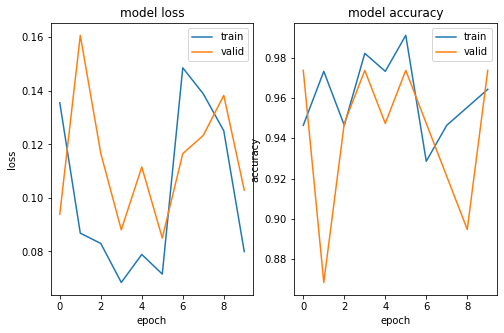 model loss
train
valid
0.16
0.14
0.12
0.10
0.08
loss
0
2
4
6
8
epoch
model accuracy
train
valid
0.98
0.96
0.94
0.92
0.90
0.88
accuracy
0
2
4
6
8
epoch